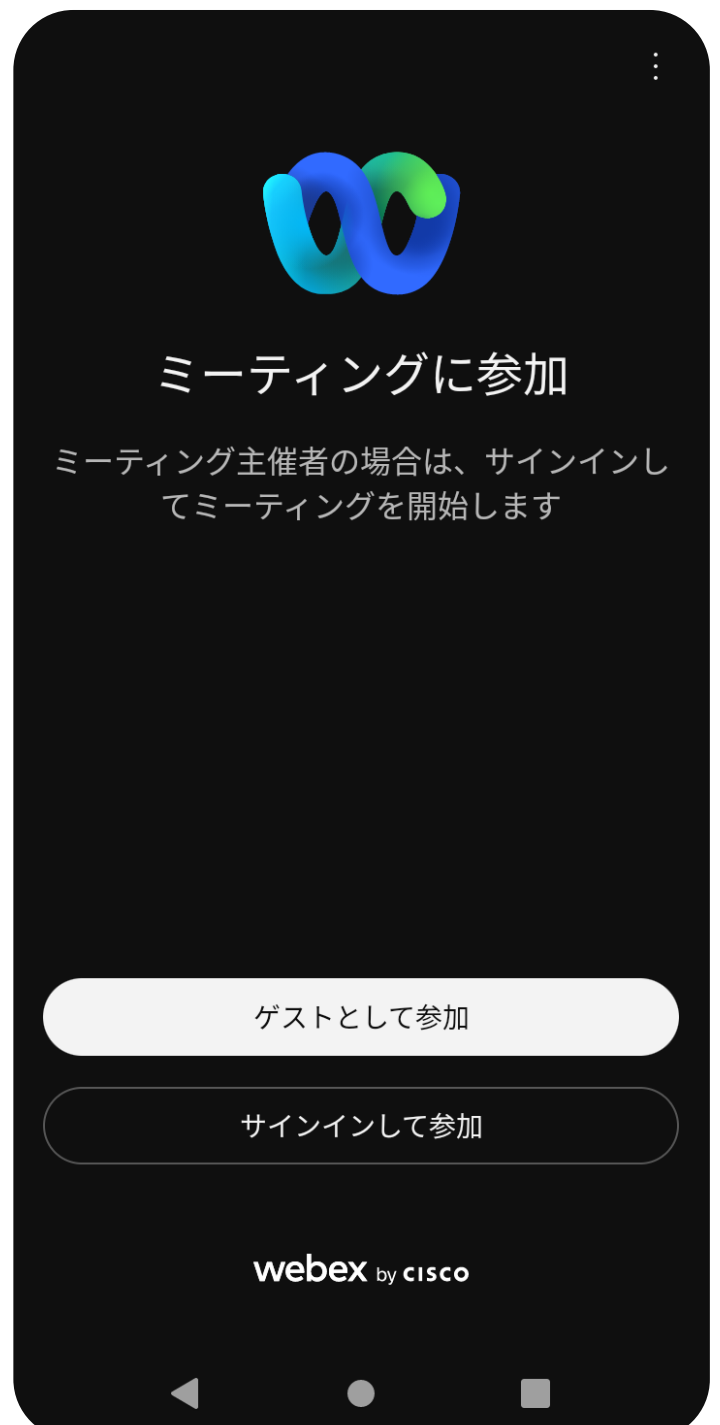 ミーティングに参加
ミーティング主催者の場合は、サインインし
てミーティングを開始します
ゲストとして参加
サインインして参加
webex by CISCO